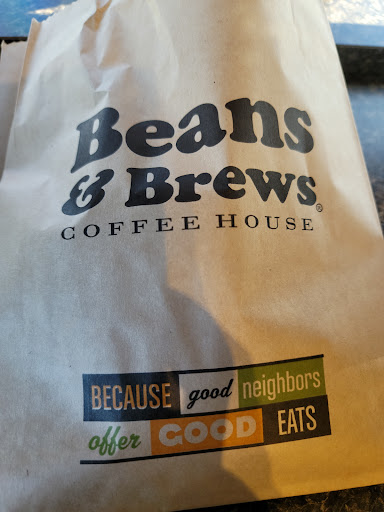 Beans
& Brews®
COFFEE HOUSE
BECAUSE good neighbors
offer GOOD EATS